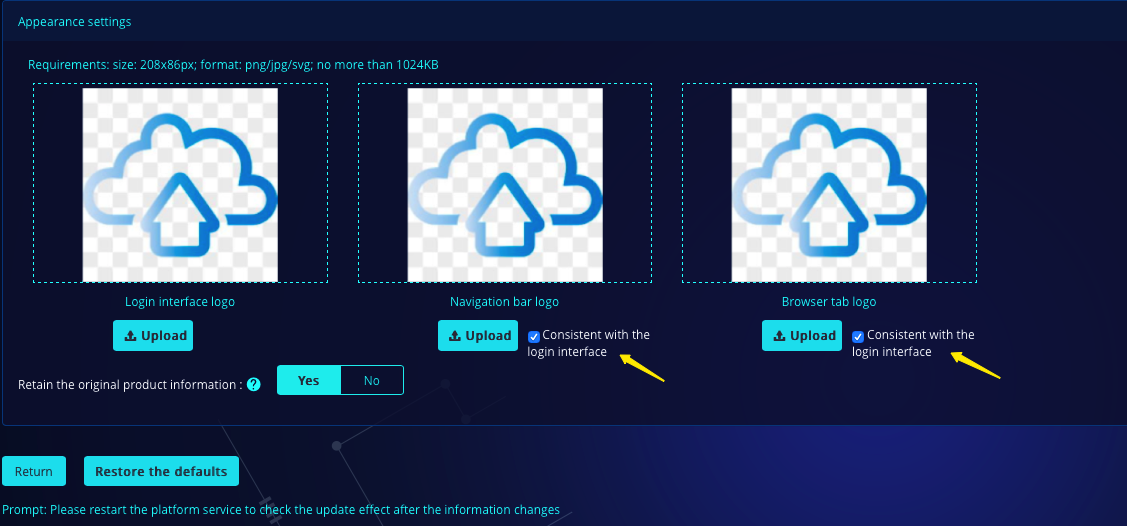 Appearance settings
Requirements: size: 208x86px; format: png/jpg/svg; no more than 1024KB
Login interface logo
Navigation bar logo
Browser tab logo
Upload
Upload
Consistent with the
login interface
Upload
Consistent with the
login interface
Retain the original product information : ?
Yes
No
Return
Restore the defaults
Prompt: Please restart the platform service to check the update effect after the information changes